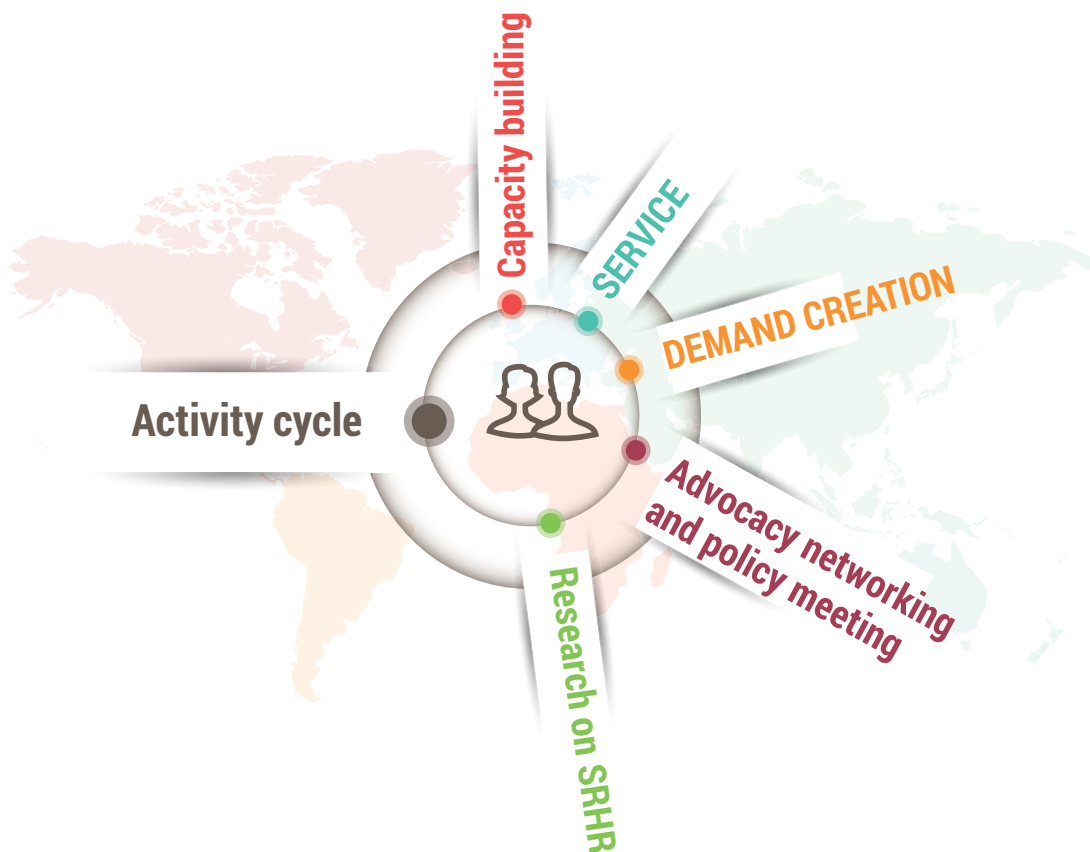 Capacity building
SERVICE
DEMAND CREATION
Activity cycle
Advocacy networking
and policy meeting
Research on SRHR